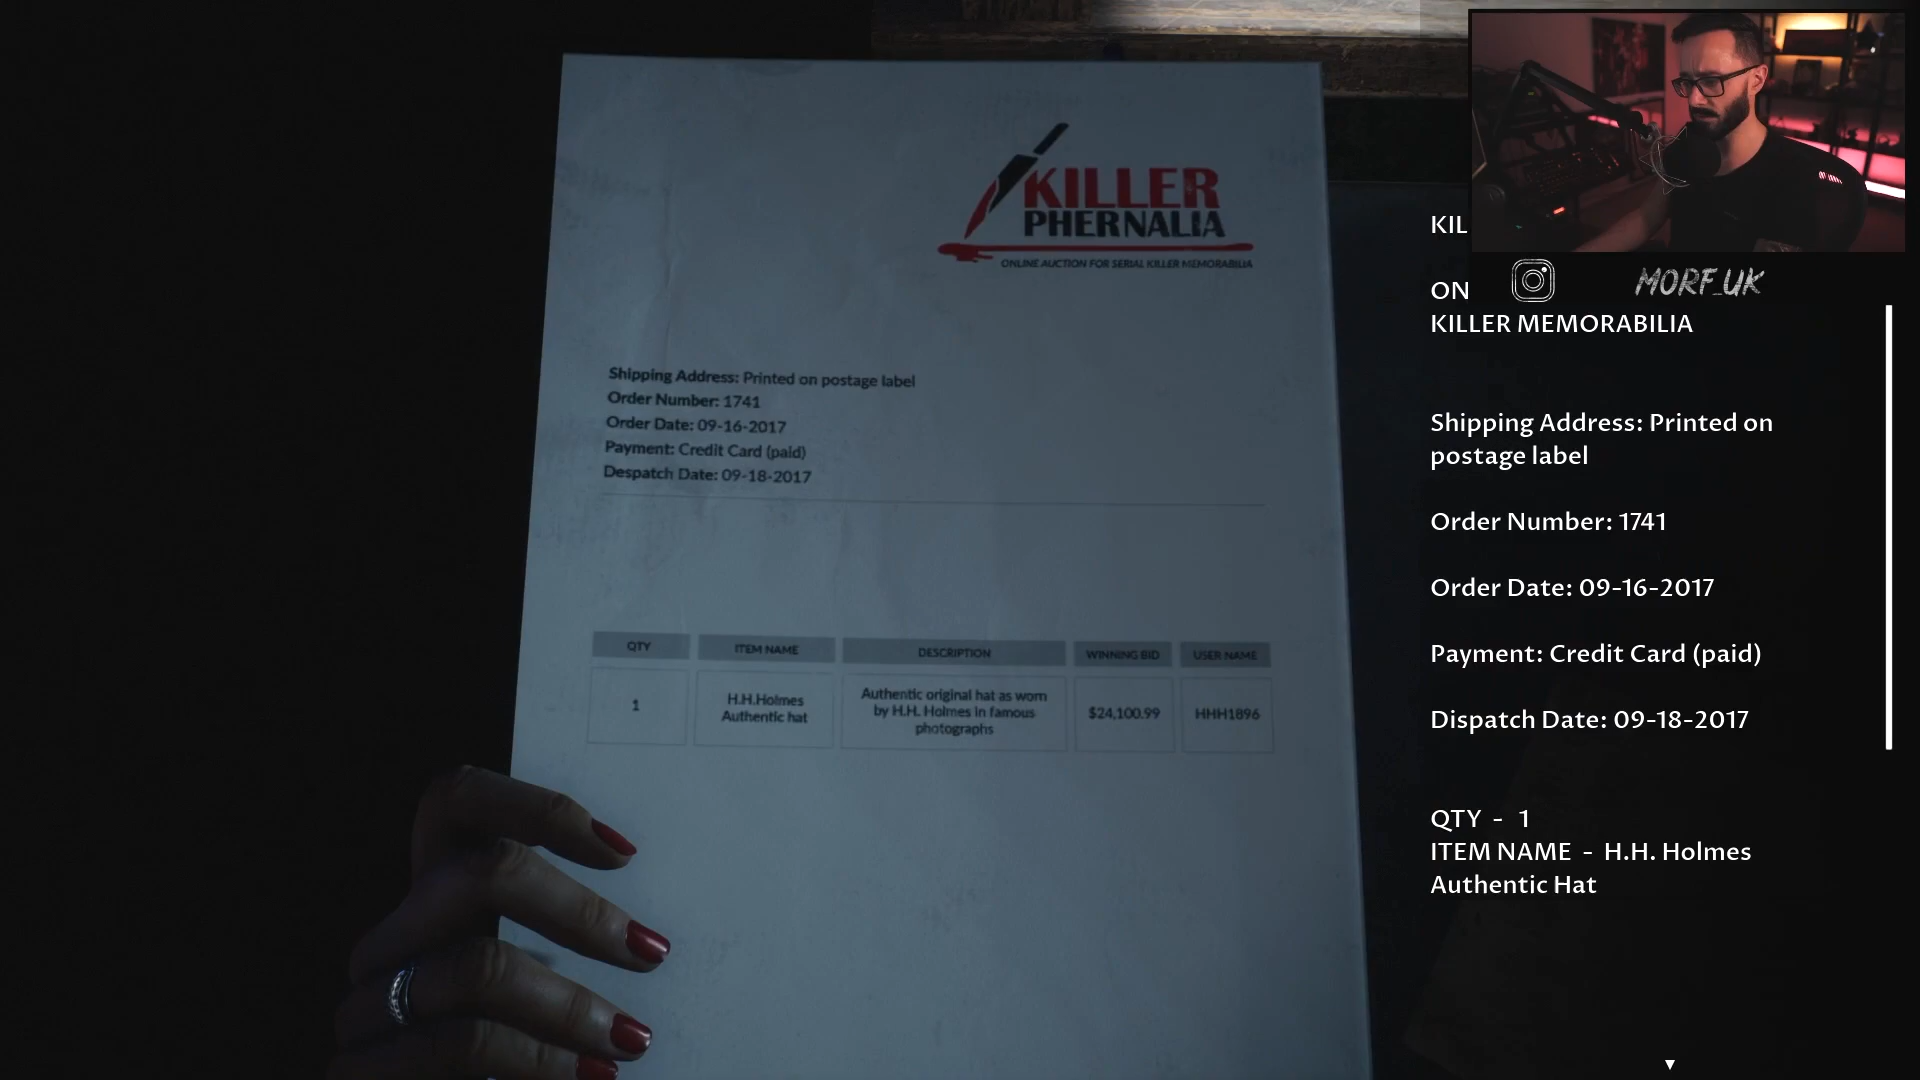 KILLER
PHERNALIA
ONLINE AUCTION FOR SERIAL KILLER MEMORABILIA
Shipping Address: Printed on postage label
Order Number: 1741
Order Date: 09-16-2017
Payment: Credit Card (paid)
Despatch Date: 09-18-2017
QTY ITEM NAME DESCRIPTION WINNING BID USER NAME
1
H.H.Holmes
Authentic hat
Authentic original hat as worn
by H.H. Holmes in famous
photographs
$24,100.99
HHH1896
MORF_UK
KIL
ON
KILLER MEMORABILIA
Shipping Address: Printed on
postage label
Order Number: 1741
Order Date: 09-16-2017
Payment: Credit Card (paid)
Dispatch Date: 09-18-2017
QTY - 1
ITEM NAME - H.H. Holmes
Authentic Hat